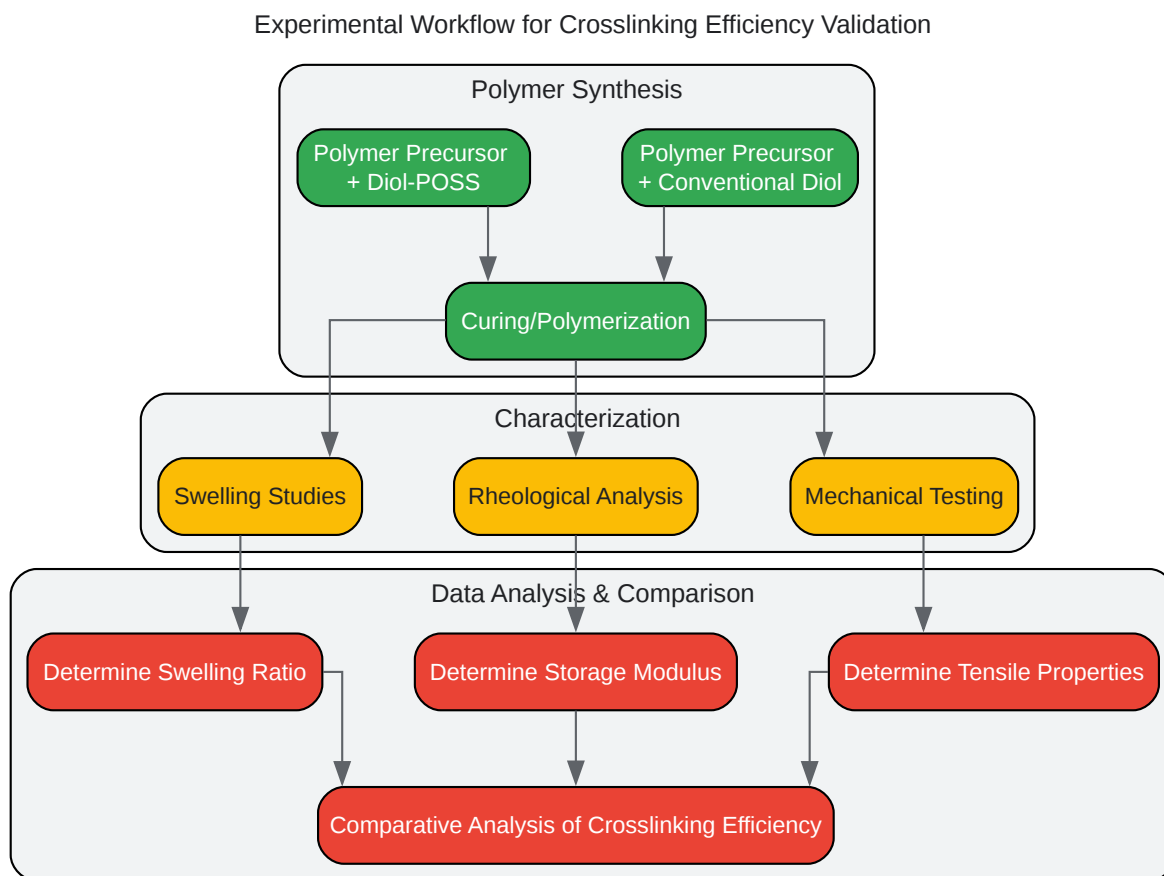 Experimental Workflow for Crosslinking Efficiency Validation
Polymer Synthesis
Polymer Precursor
+ Diol-POSS
Polymer Precursor
+ Conventional Diol
Curing/Polymerization
Characterization
Swelling Studies
Rheological Analysis
Mechanical Testing
Data Analysis & Comparison
Determine Swelling Ratio
Determine Storage Modulus
Determine Tensile Properties
Comparative Analysis of Crosslinking Efficiency